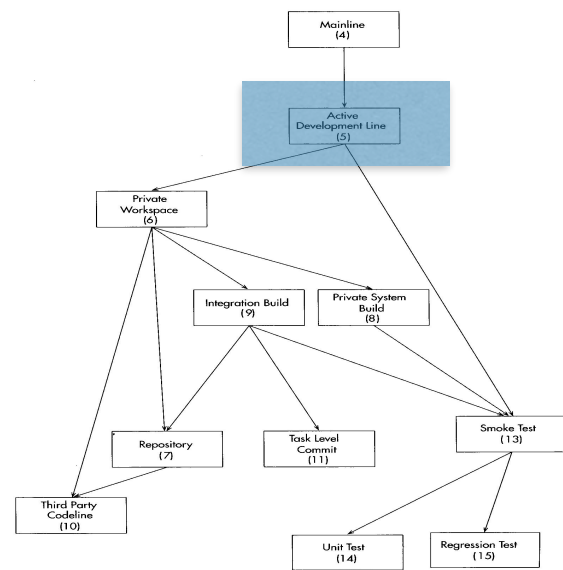 Mainline
(4)
Active
Development Line
(5)
Private
Workspace
(6)
Integration Build
(9)
Private System
Build
(8)
Repository
(7)
Task Level
Commit
(11)
Smoke Test
(13)
Third Party
Codeline
(10)
Unit Test
(14)
Regression Test
(15)